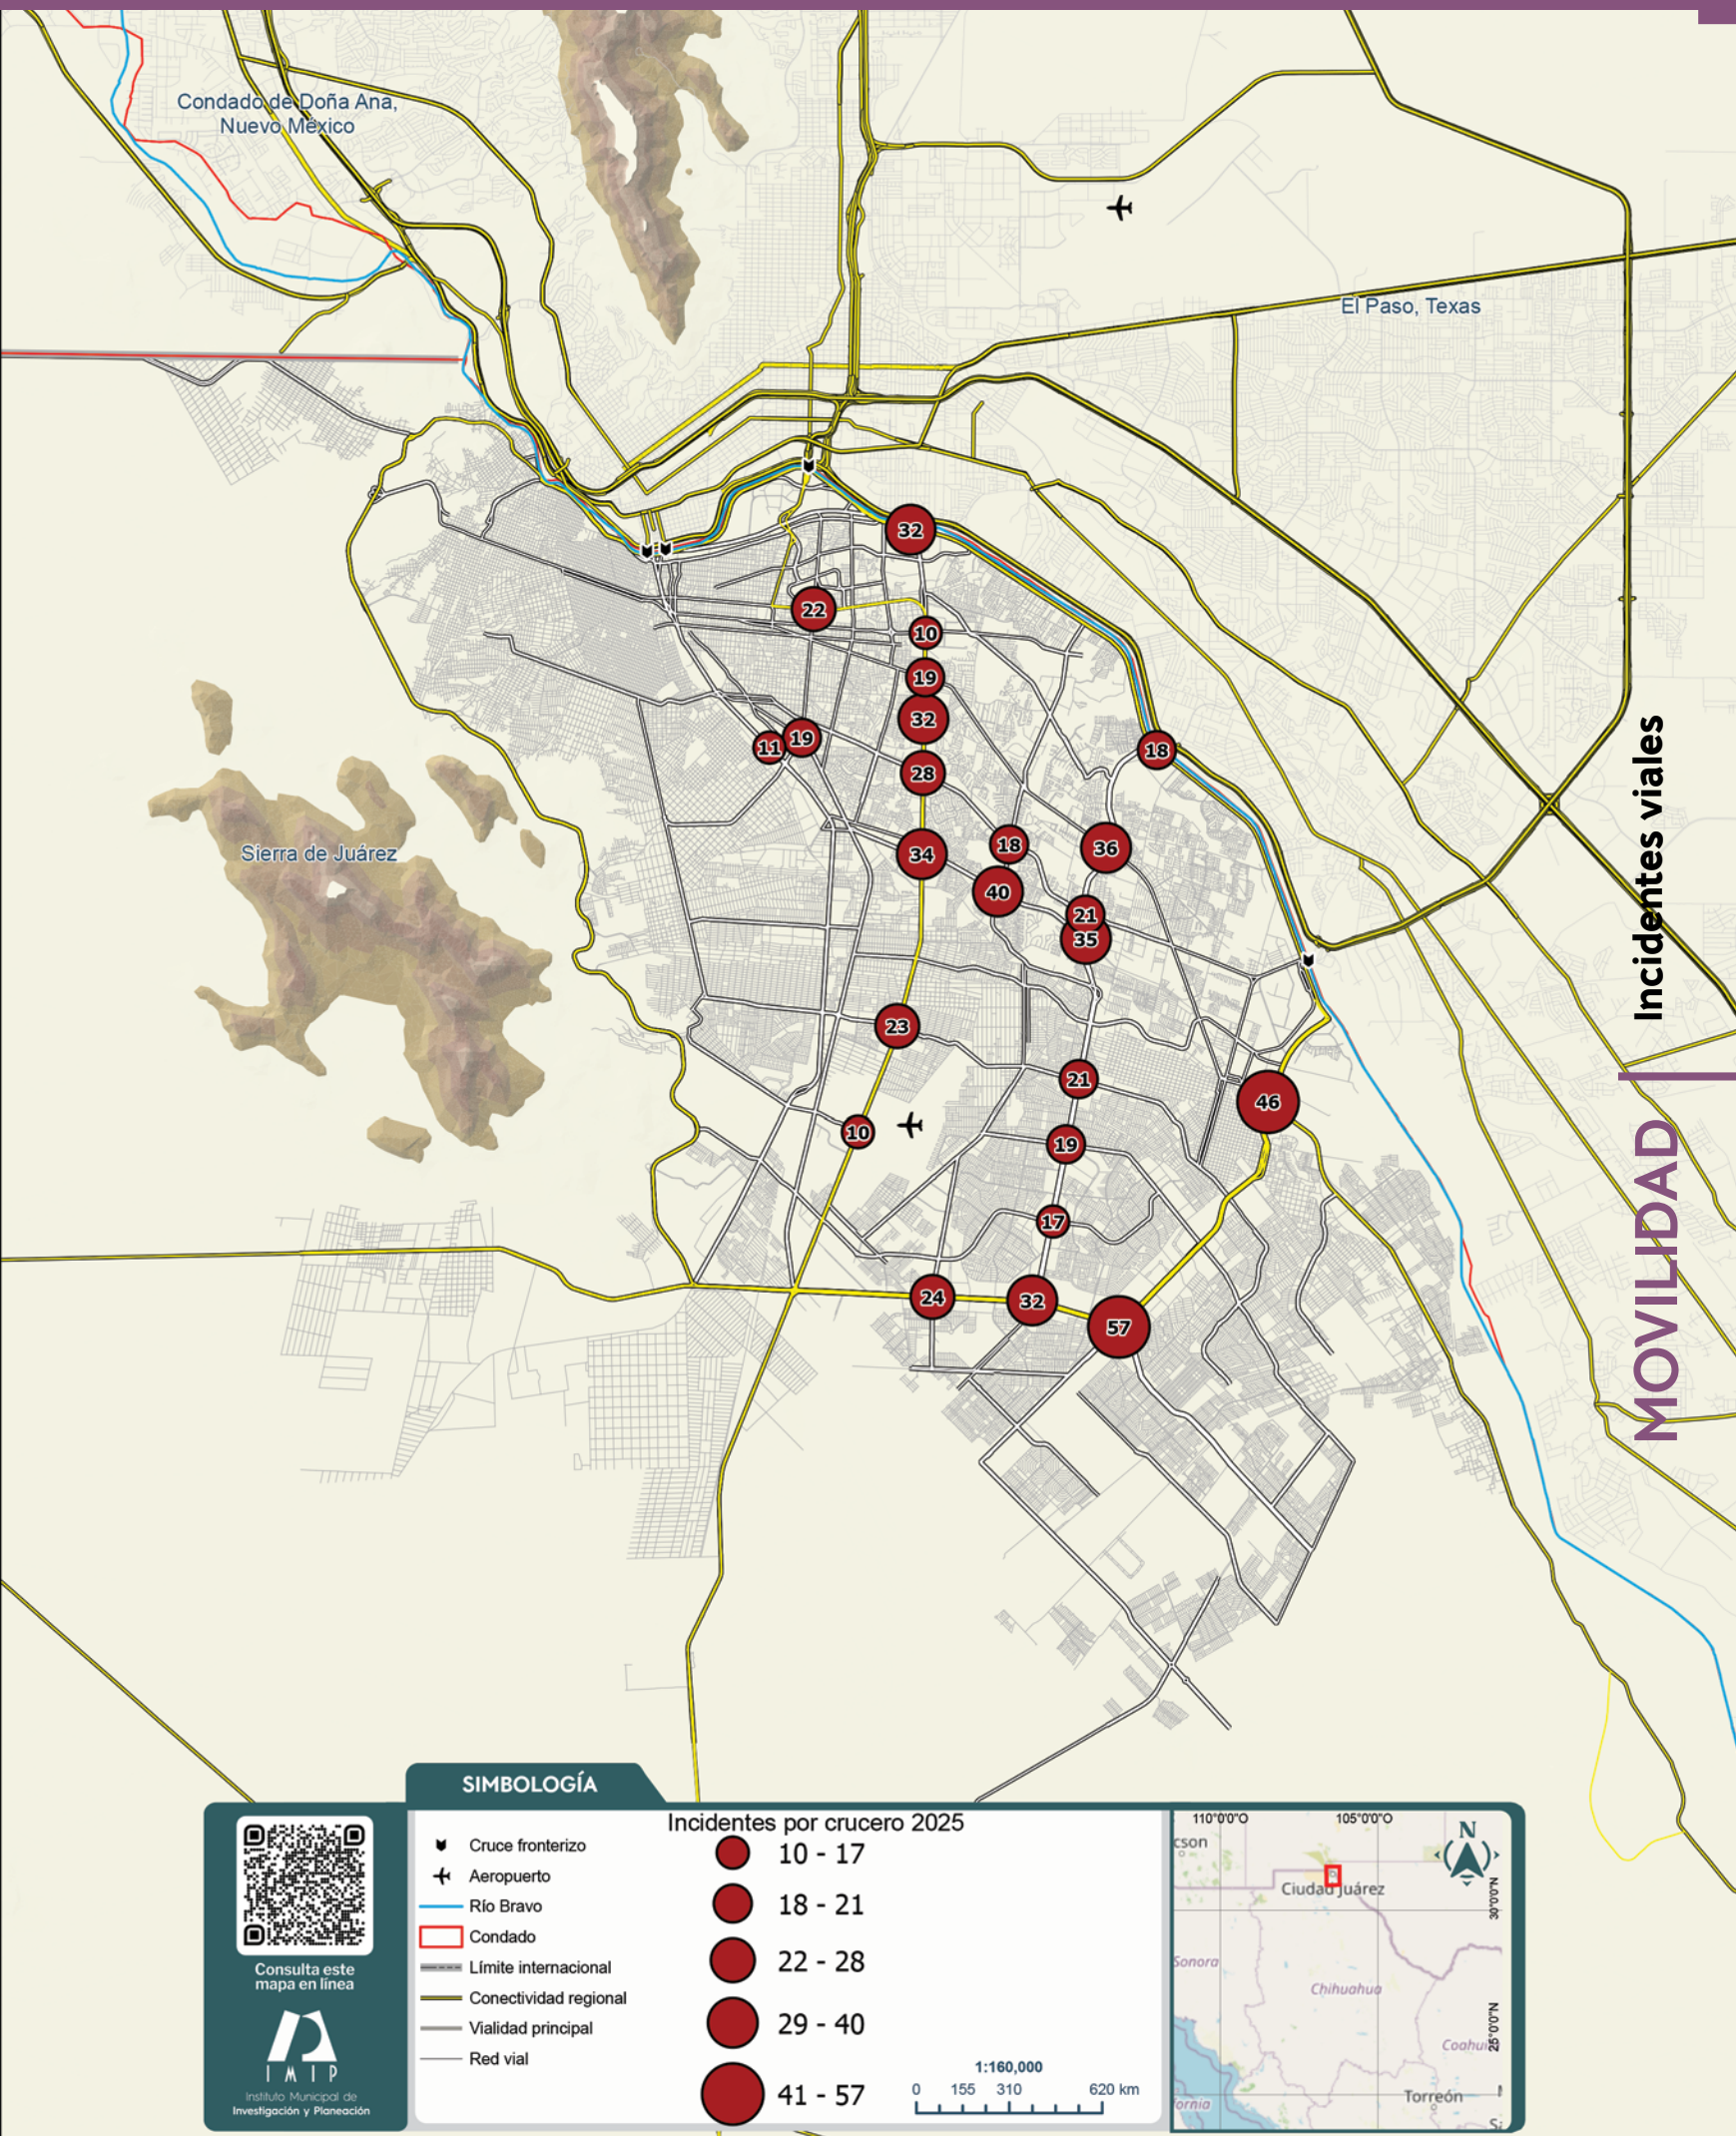 Condado de Doña Ana,
Nuevo México
El Paso, Texas
Sierra de Juárez
32
22
10
19
32
11
19
28
18
34
18
36
40
21
35
23
21
46
10
19
17
24
32
57
Incidentes viales
MOVILIDAD
SIMBOLOGÍA
Consulta este
mapa en línea
IMIP
Instituto Municipal de
Investigación y Planeación
Cruce fronterizo
Aeropuerto
Río Bravo
Condado
Límite internacional
Conectividad regional
Vialidad principal
Red vial
Incidentes por crucero 2025
10 - 17
18 - 21
22 - 28
29 - 40
41 - 57
1:160,000
0 155 310 620 km
110°0'0"O 105°0'0"O
N
cson
Ciudad Juárez
30°0'0"N
Sonora
Chihuahua
25°0'0"N
Coahui
Torreón
ornia